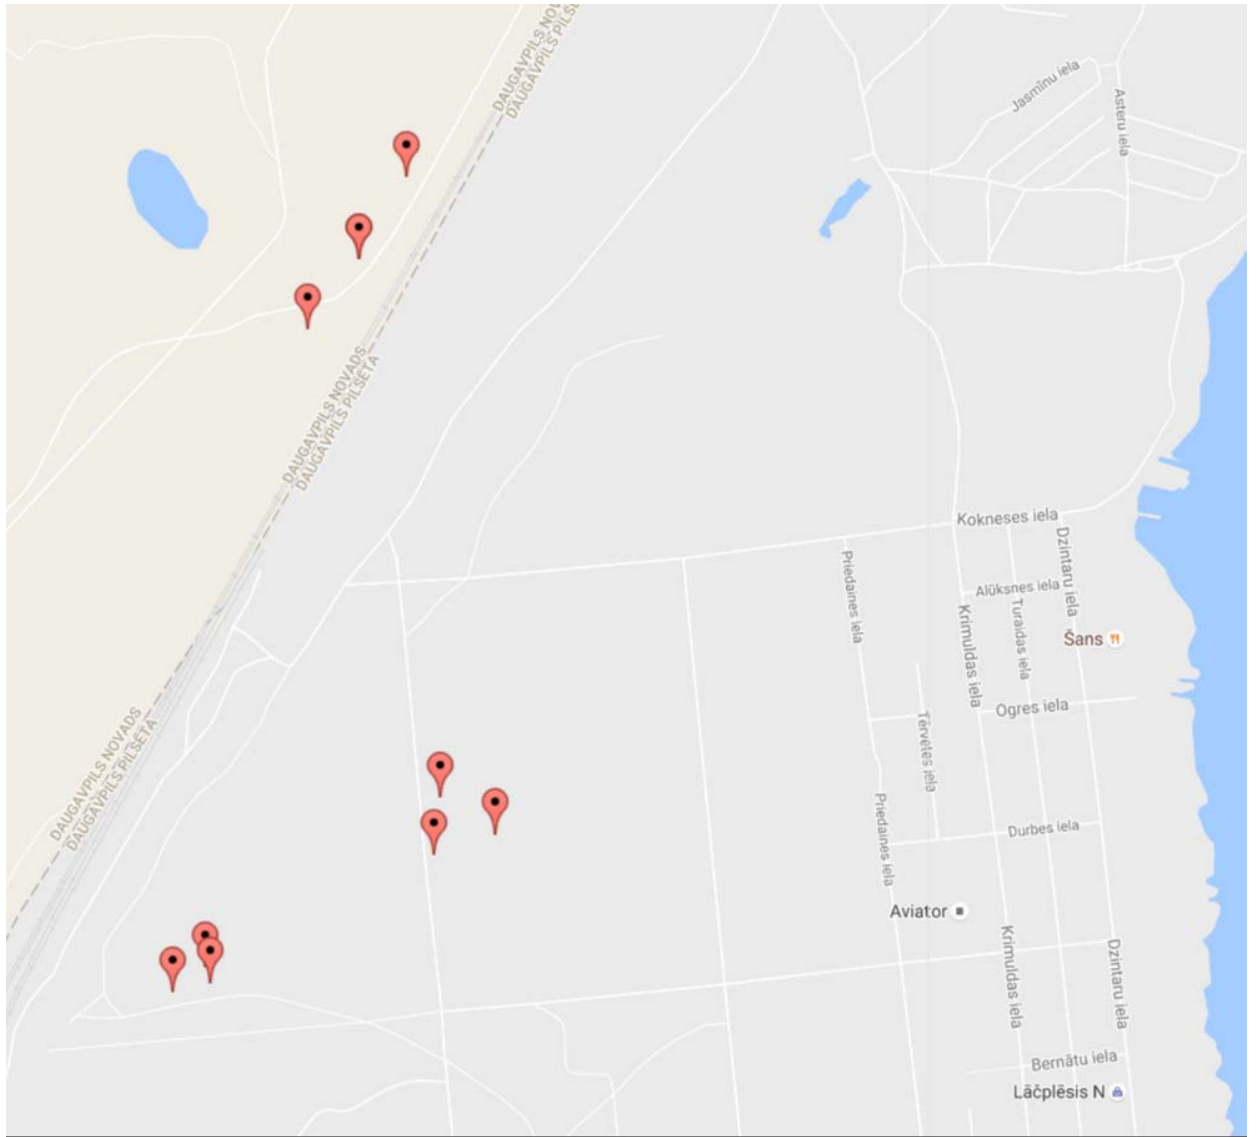 DAUGAVPILS NOV
DAUGAVPILS PILSĒ
Jasmīnu iela
Asteru iela
DAUGAVPILS NOVADS
DAUGAVPILS PILSĒTA
Kokneses iela
Priedaines iela
Dzintaru iela
Alūksnes iela
Turaidas iela
Krimuldas iela
Šans
Ogres iela
Tērvetes iela
DAUGAVPILS NOVADS
DAUGAVPILS PILSĒTA
Priedaines iela
Durbes iela
Aviator
Krimuldas iela
Dzintaru iela
Bernātu iela
Lāčplēsis N